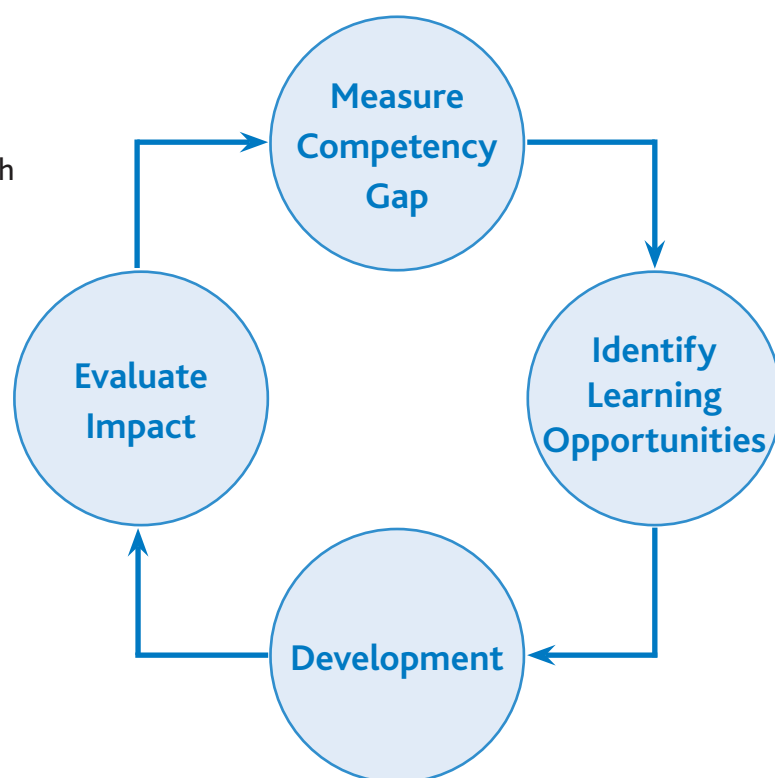 Measure
Competency
Gap
h
Evaluate
Impact
Identify
Learning
Opportunities
Development